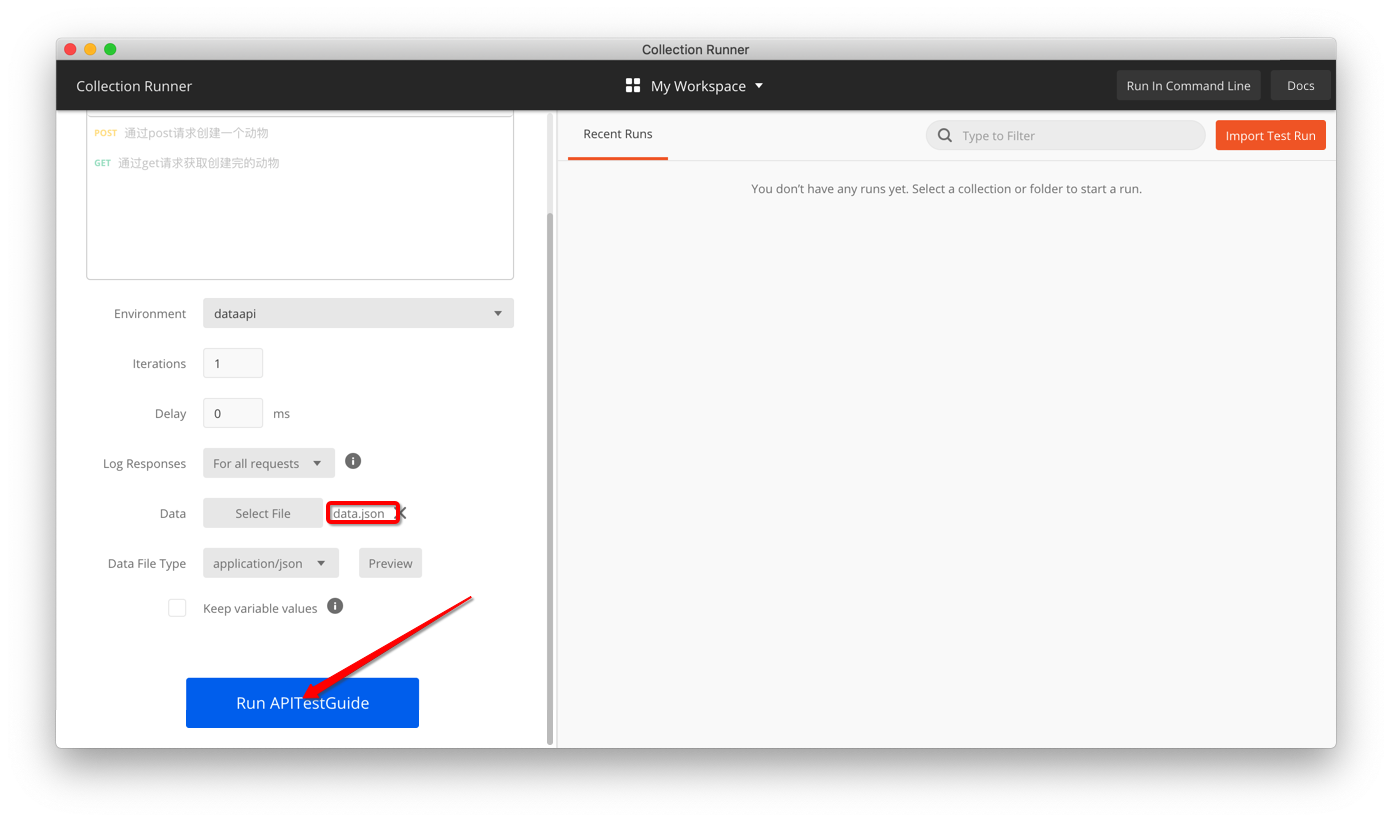 Collection Runner
Collection Runner
My Workspace
Run In Command Line
Docs
POST 通过post请求创建一个动物
GET 通过get请求获取创建完的动物
Environment dataapi
Iterations 1
Delay 0 ms
Log Responses For all requests
Data Select File data.json
Data File Type application/json Preview
Keep variable values
Run APITestGuide
Recent Runs
Type to Filter
Import Test Run
You don't have any runs yet. Select a collection or folder to start a run.